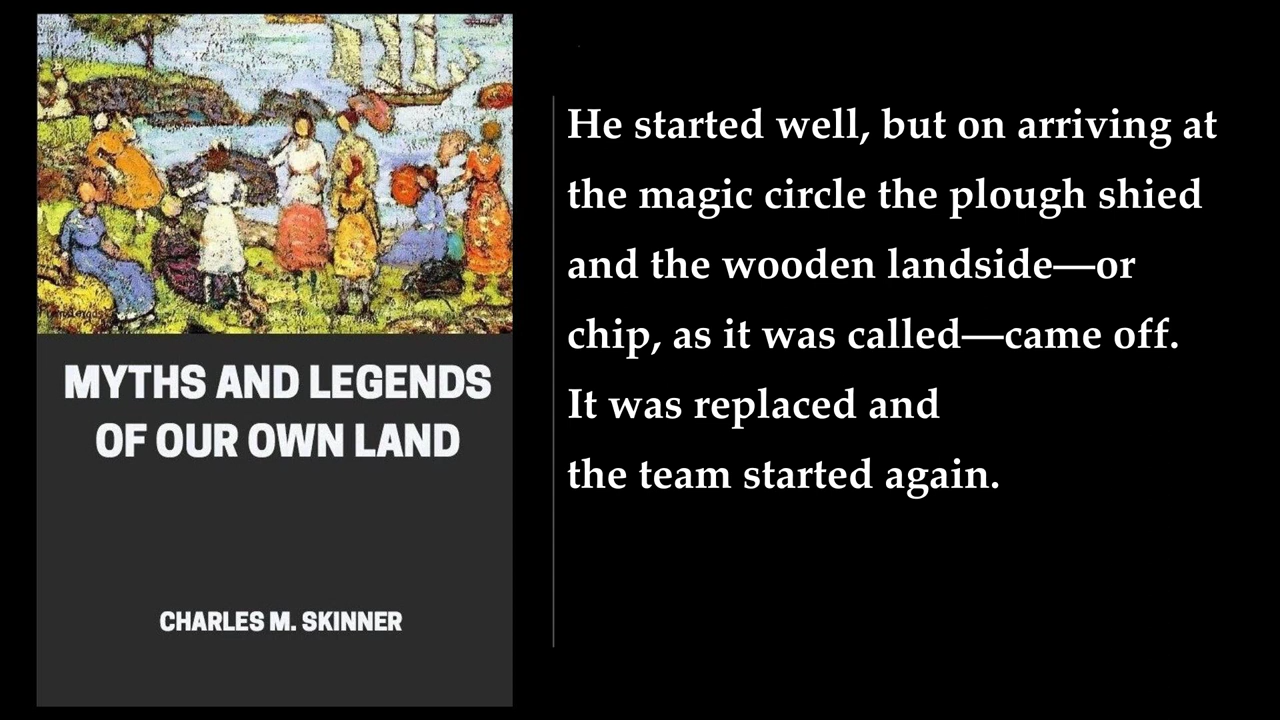 MYTHS AND LEGENDS
OF OUR OWN LAND
CHARLES M. SKINNER
He started well, but on arriving at
the magic circle the plough shied
and the wooden landside—or
chip, as it was called—came off.
It was replaced and
the team started again.